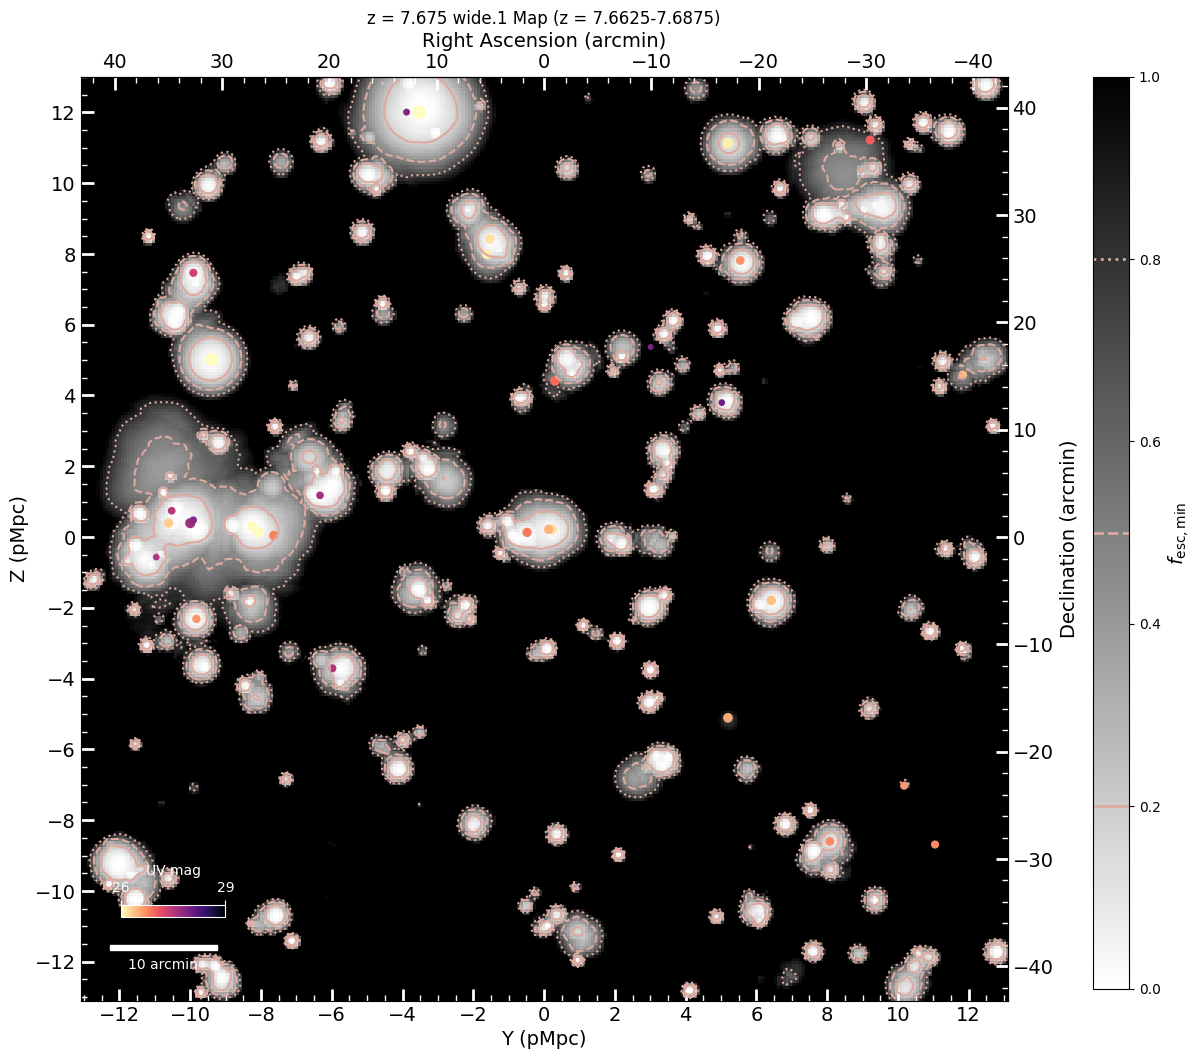 z = 7.675 wide.1 Map (z = 7.6625-7.6875)
Right Ascension (arcmin)
40 30 20 10 0 −10 −20 −30 −40
12
10
8
6
4
2
0
−2
−4
−6
−8
−10
−12
Z (pMpc)
40
30
20
10
0
−10
−20
−30
−40
Declination (arcmin)
UV mag
26 29
10 arcmin
−12 −10 −8 −6 −4 −2 0 2 4 6 8 10 12
Y (pMpc)
1.0
0.8
0.6
0.4
0.2
0.0
fesc,min